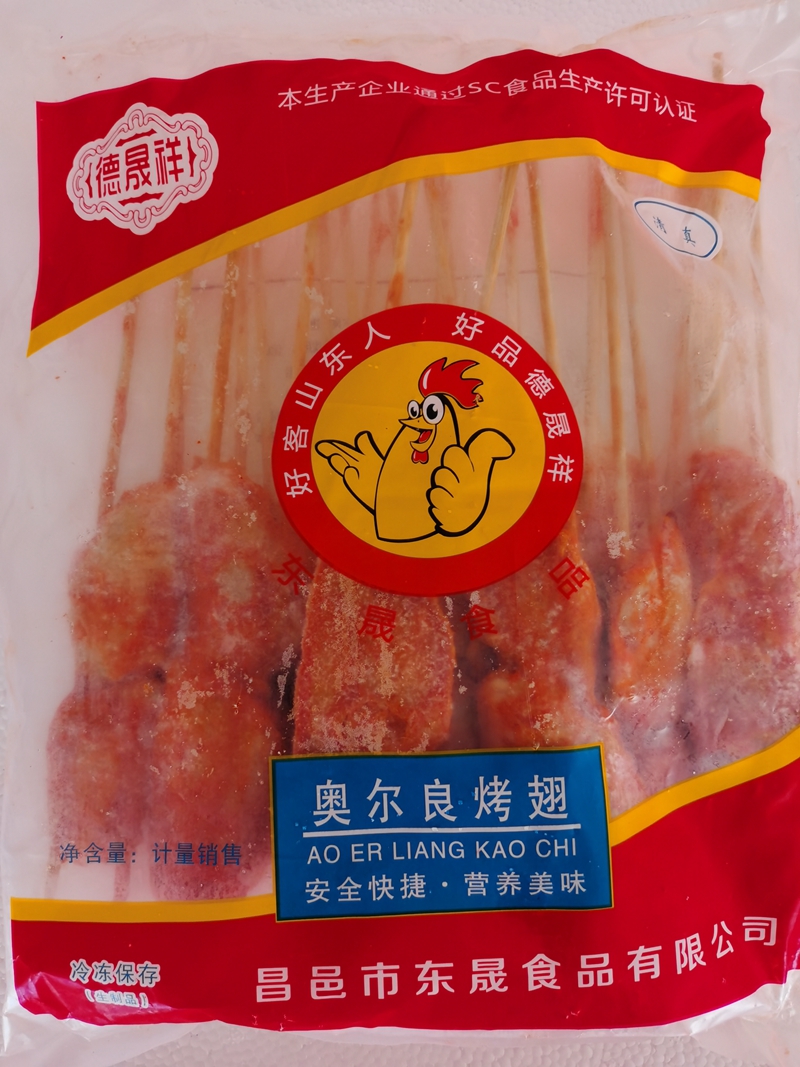 本生产企业通过SC食品生产许可认证
德晟祥
清真
好客山东人 好品德晟祥
东晟食品
奥尔良烤翅
AO ER LIANG KAO CHI
安全快捷·营养美味
净含量：计量销售
冷冻保存
（生制品）
昌邑市东晟食品有限公司